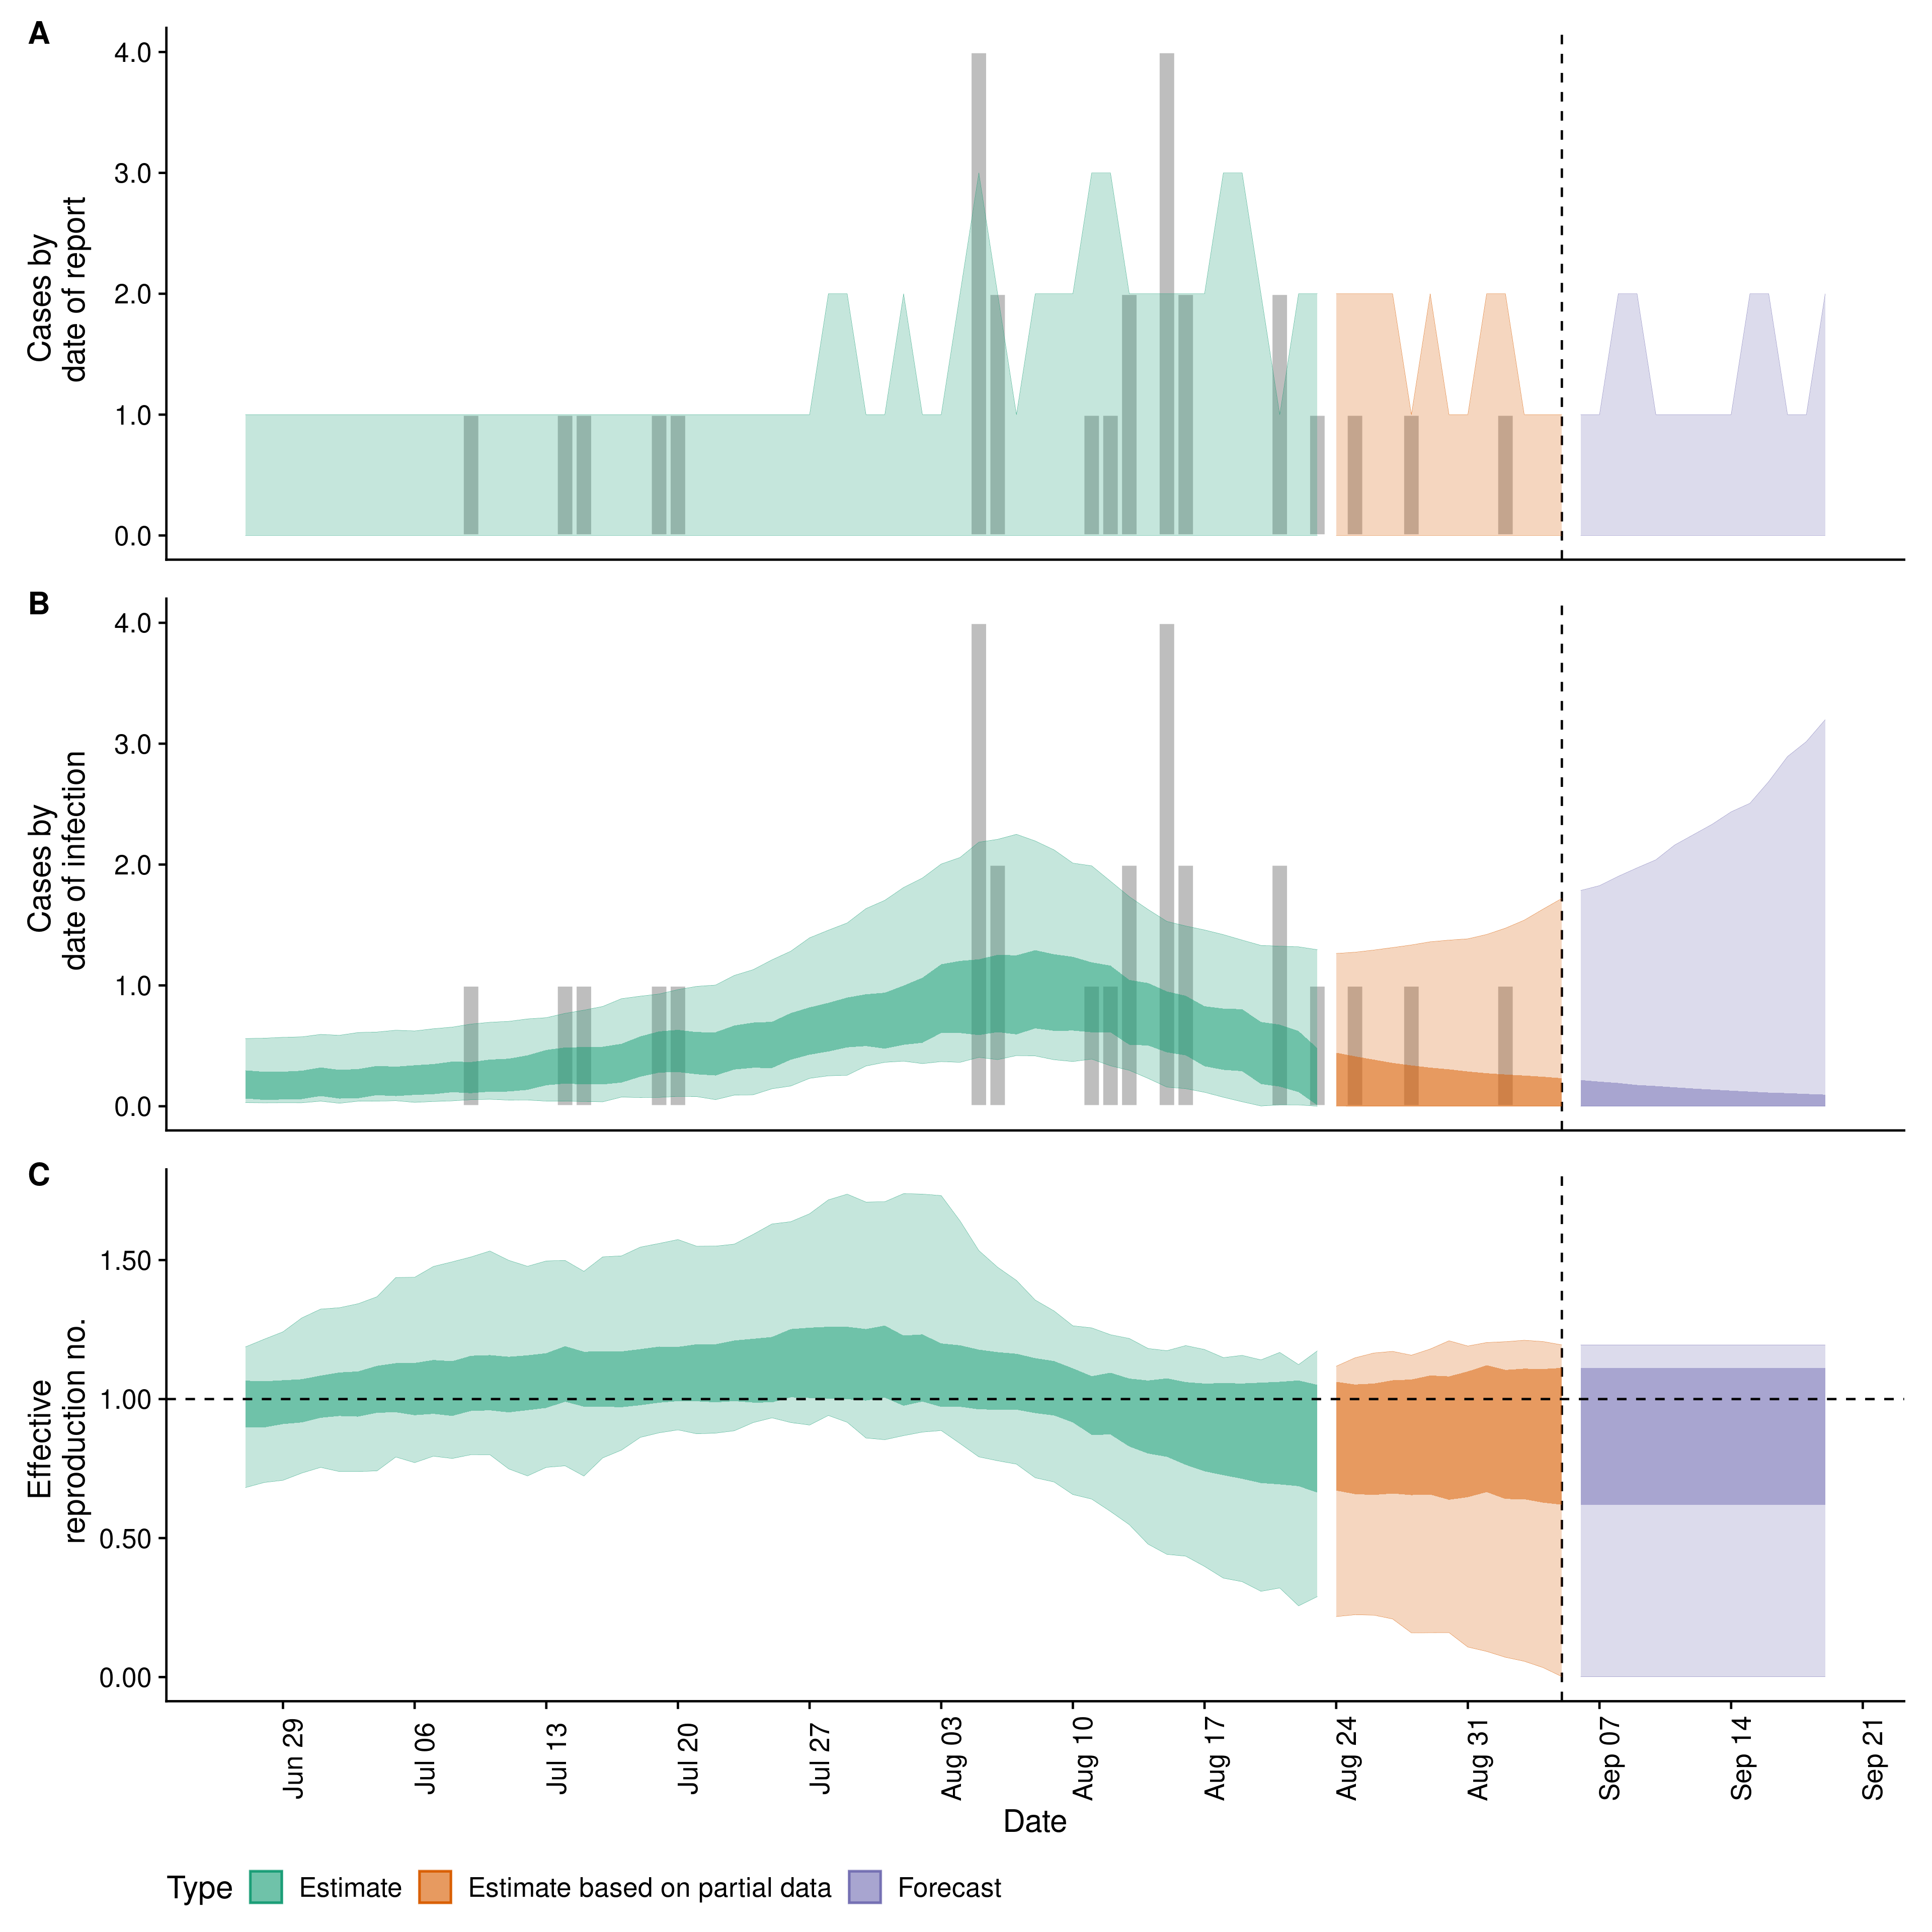 A
4.0
3.0
2.0
1.0
0.0
Cases by
date of report
B
4.0
3.0
2.0
1.0
0.0
Cases by
date of infection
C
1.50
1.00
0.50
0.00
Effective
reproduction no.
Jun 29
Jul 06
Jul 13
Jul 20
Jul 27
Aug 03
Aug 10
Aug 17
Aug 24
Aug 31
Sep 07
Sep 14
Sep 21
Date
Type Estimate Estimate based on partial data Forecast